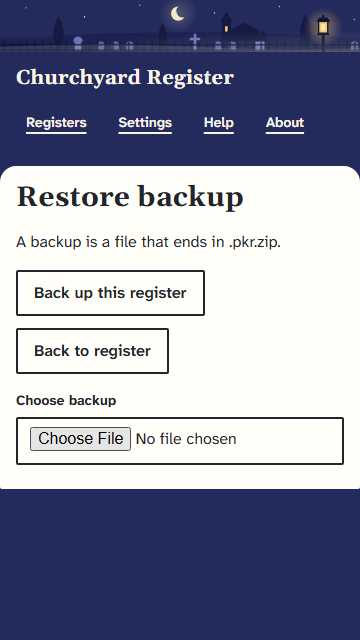 Churchyard Register
Registers Settings Help About
Restore backup
A backup is a file that ends in .pkr.zip.
Back up this register
Back to register
Choose backup
Choose File No file chosen